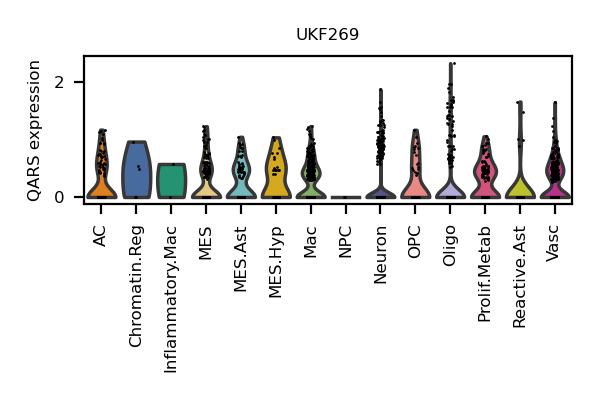 UKF269
QARS expression
2
0
AC
Chromatin.Reg
Inflammatory.Mac
MES
MES.Ast
MES.Hyp
Mac
NPC
Neuron
OPC
Oligo
Prolif.Metab
Reactive.Ast
Vasc